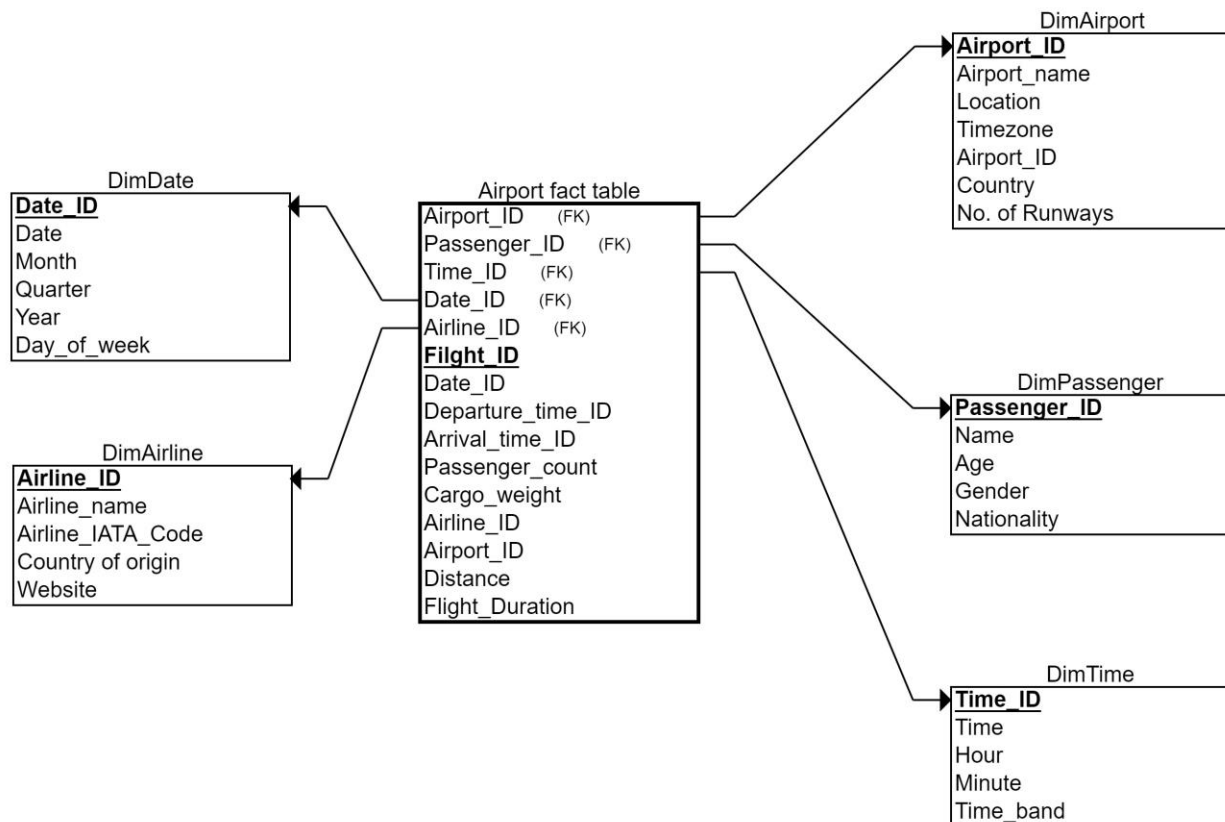 DimAirport
Airport_ID
Airport_name
Location
Timezone
Airport_ID
Country
No. of Runways
DimDate
Date_ID
Date
Month
Quarter
Year
Day_of_week
Airport fact table
Airport_ID (FK)
Passenger_ID (FK)
Time_ID (FK)
Date_ID (FK)
Airline_ID (FK)
Filght_ID
Date_ID
Departure_time_ID
Arrival_time_ID
Passenger_count
Cargo_weight
Airline_ID
Airport_ID
Distance
Flight_Duration
DimPassenger
Passenger_ID
Name
Age
Gender
Nationality
DimAirline
Airline_ID
Airline_name
Airline_IATA_Code
Country of origin
Website
DimTime
Time_ID
Time
Hour
Minute
Time_band